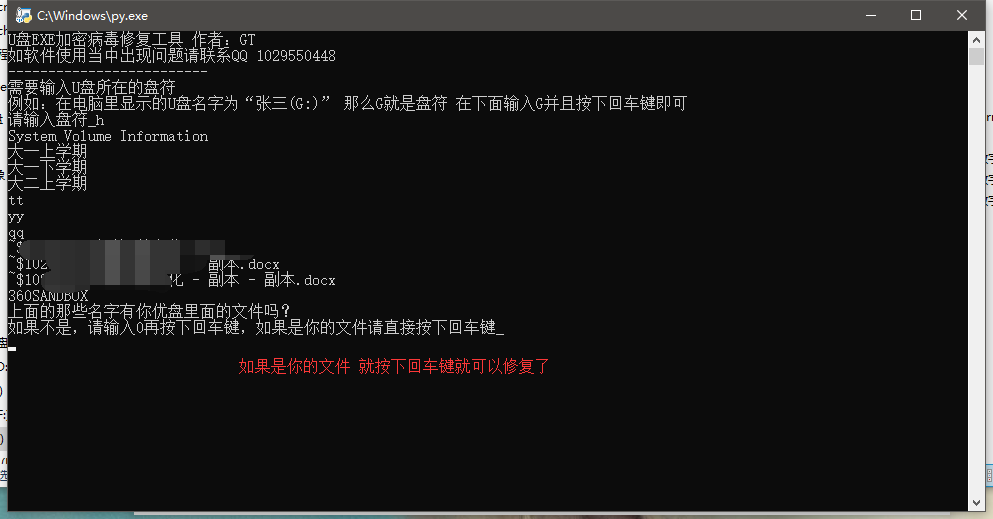 C:\Windows\py.exe
U盘EXE加密病毒修复工具 作者：GT
如软件使用当中出现问题请联系QQ 1029550448
-------------------------
需要输入U盘所在的盘符
例如：在电脑里显示的U盘名字为“张三(G:)” 那么G就是盘符 在下面输入G并且按下回车键即可
请输入盘符_h
System Volume Information
大一上学期
大一下学期
大二上学期
tt
yy
qq
~$
~$102 副本.docx
~$10 化 - 副本 - 副本.docx
360SANDBOX
上面的那些名字有你优盘里面的文件吗？
如果不是，请输入0再按下回车键，如果是你的文件请直接按下回车键_
如果是你的文件 就按下回车键就可以修复了